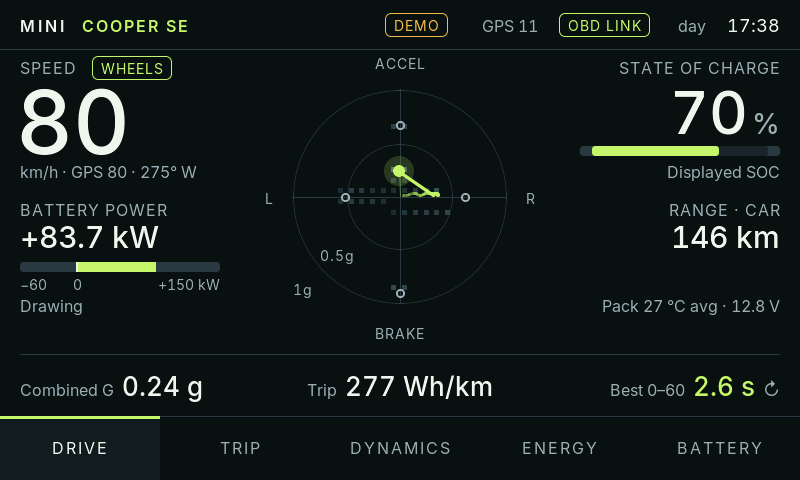 MINI COOPER SE DEMO GPS 11 OBD LINK day 17:38
SPEED WHEELS
80
km/h · GPS 80 · 275° W
BATTERY POWER
+83.7 kW
−60 0 +150 kW
Drawing
ACCEL
L
R
0.5g
1g
BRAKE
STATE OF CHARGE
70 %
Displayed SOC
RANGE · CAR
146 km
Pack 27 °C avg · 12.8 V
Combined G 0.24 g
Trip 277 Wh/km
Best 0–60 2.6 s
DRIVE TRIP DYNAMICS ENERGY BATTERY